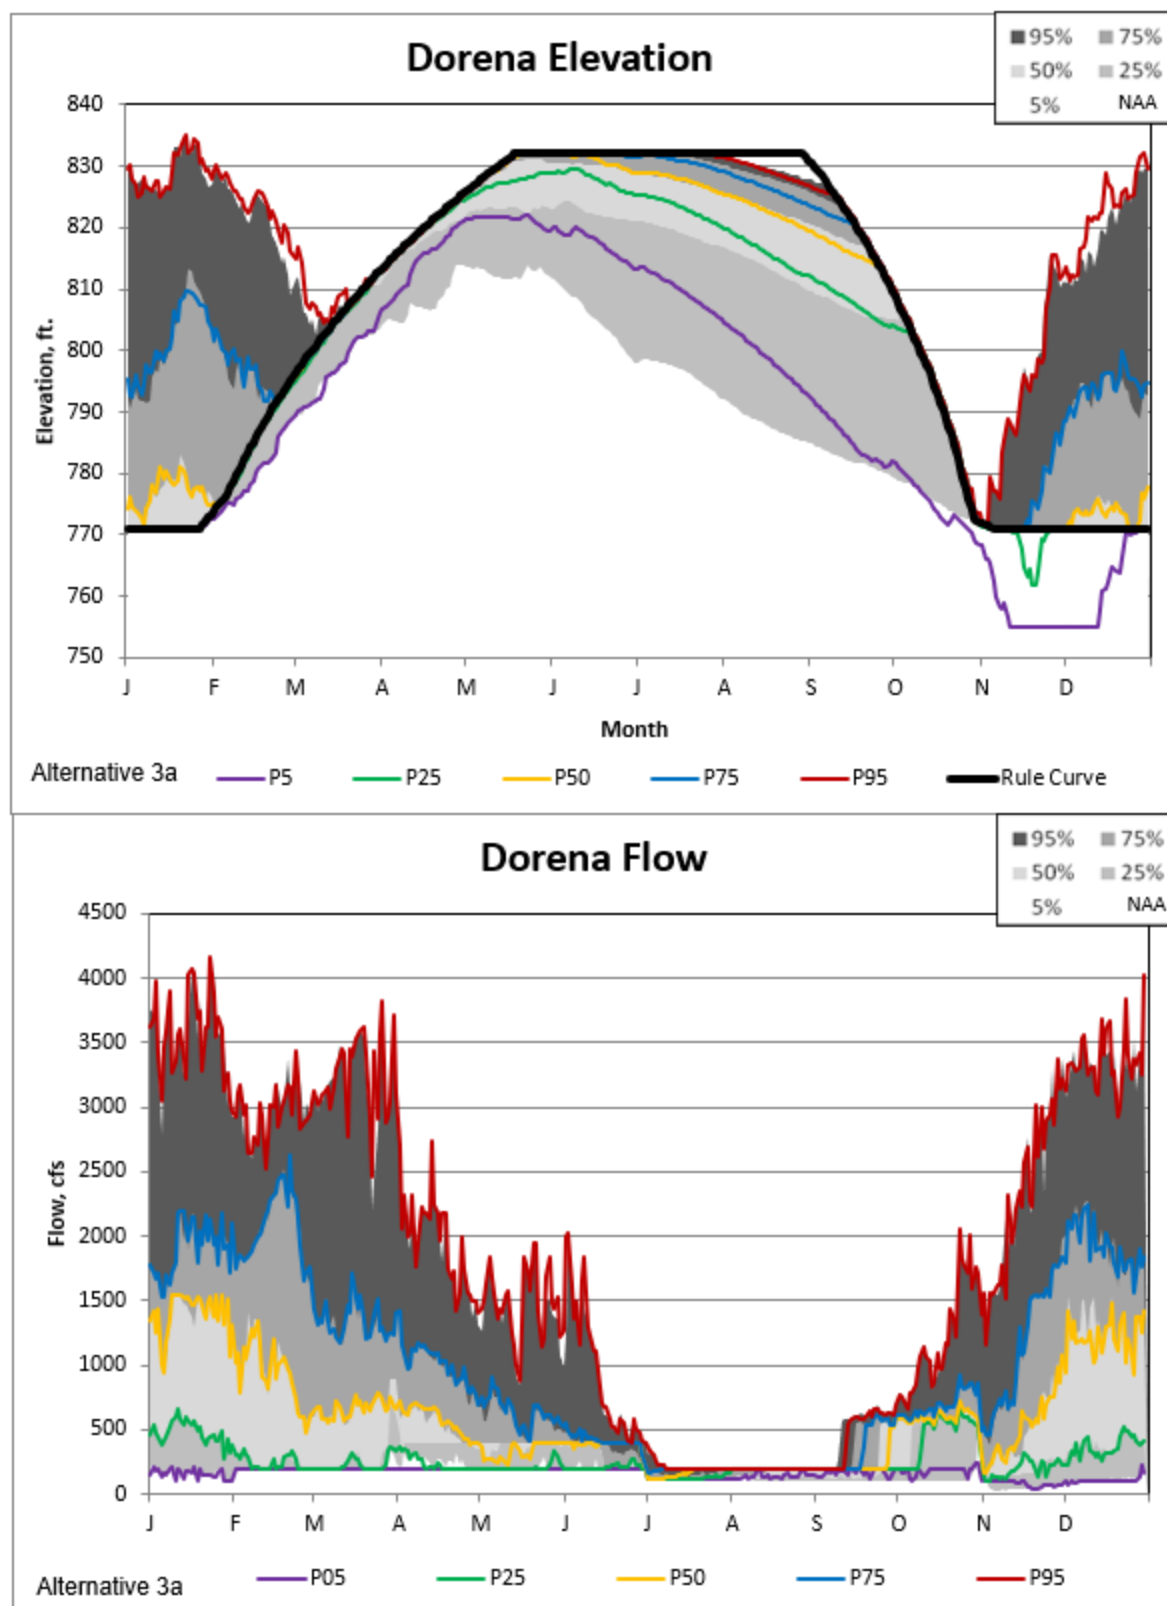 Dorena Elevation
95% 75%
50% 25%
5% NAA
840
830
820
810
800
790
780
770
760
750
Elevation, ft.
J F M A M J J A S O N D
Month
Alternative 3a P5 P25 P50 P75 P95 Rule Curve
Dorena Flow
95% 75%
50% 25%
5% NAA
4500
4000
3500
3000
2500
2000
1500
1000
500
0
Flow, cfs
J F M A M J J A S O N D
Alternative 3a P05 P25 P50 P75 P95